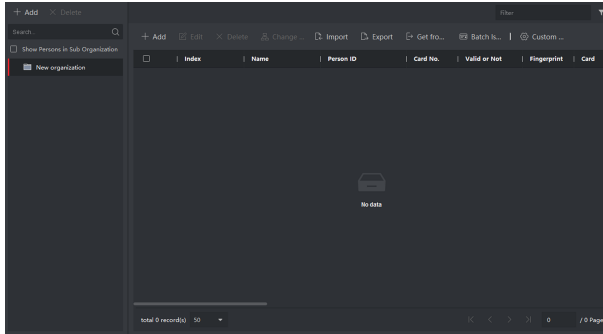 + Add × Delete
Filter
Search...
Show Persons in Sub Organization
New organization
+ Add Edit × Delete Change ... Import Export Get fro... Batch Is... | Custom ...
| Index | Name | Person ID | Card No. | Valid or Not | Fingerprint | Card
No data
total 0 record(s) 50
0 / 0 Page